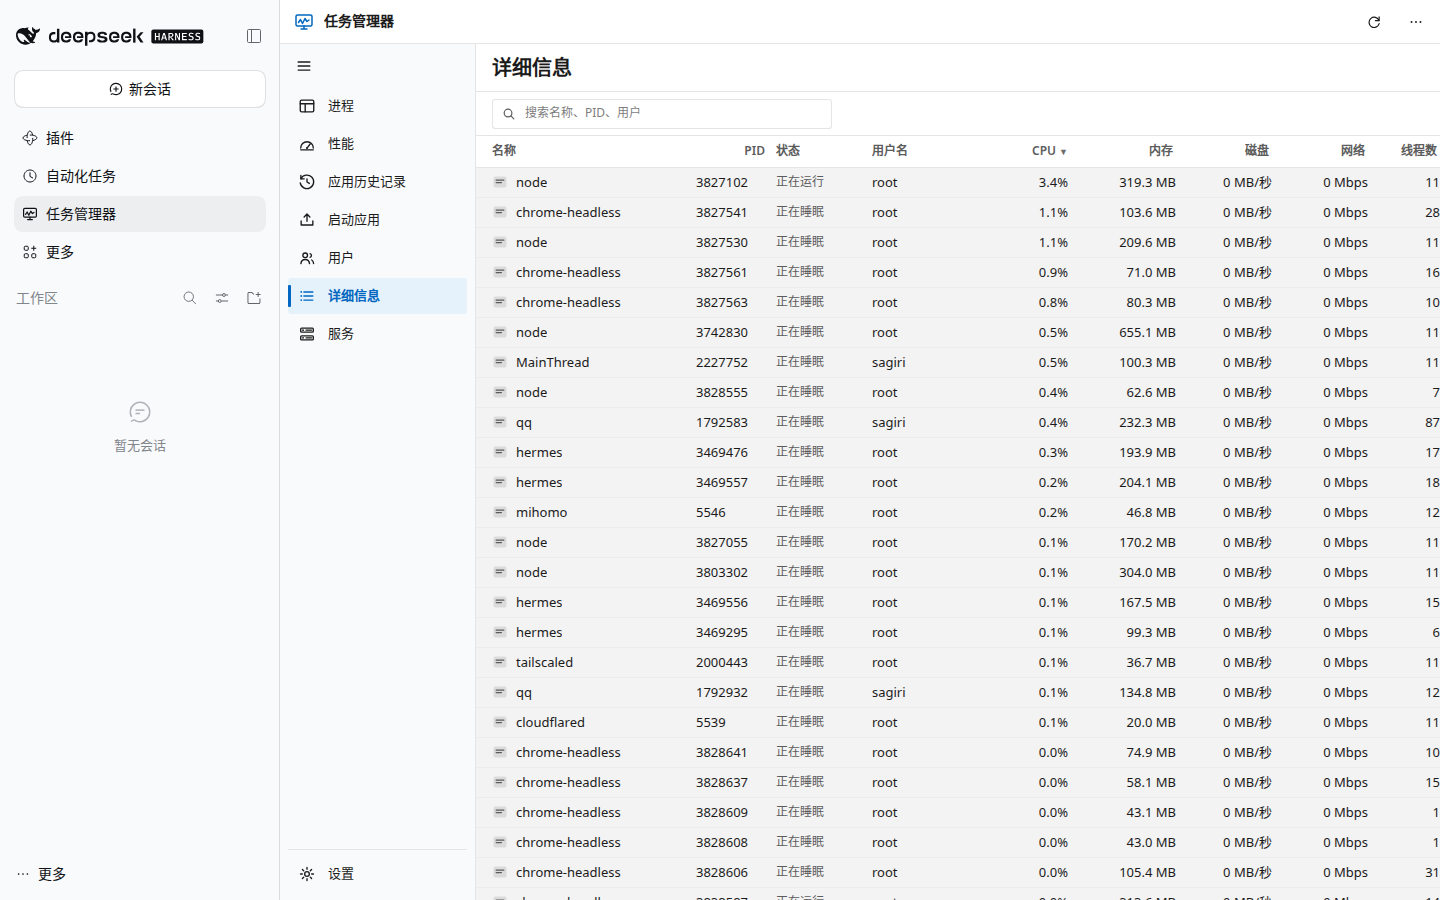 deepseek HARNESS
新会话
插件
自动化任务
任务管理器
更多
工作区
暂无会话
更多
任务管理器
进程
性能
应用历史记录
启动应用
用户
详细信息
服务
设置
详细信息
搜索名称、PID、用户
名称 PID 状态 用户名 CPU ▼ 内存 磁盘 网络 线程数
node 3827102 正在运行 root 3.4% 319.3 MB 0 MB/秒 0 Mbps 11
chrome-headless 3827541 正在睡眠 root 1.1% 103.6 MB 0 MB/秒 0 Mbps 28
node 3827530 正在睡眠 root 1.1% 209.6 MB 0 MB/秒 0 Mbps 11
chrome-headless 3827561 正在睡眠 root 0.9% 71.0 MB 0 MB/秒 0 Mbps 16
chrome-headless 3827563 正在睡眠 root 0.8% 80.3 MB 0 MB/秒 0 Mbps 10
node 3742830 正在睡眠 root 0.5% 655.1 MB 0 MB/秒 0 Mbps 11
MainThread 2227752 正在睡眠 sagiri 0.5% 100.3 MB 0 MB/秒 0 Mbps 11
node 3828555 正在睡眠 root 0.4% 62.6 MB 0 MB/秒 0 Mbps 7
qq 1792583 正在睡眠 sagiri 0.4% 232.3 MB 0 MB/秒 0 Mbps 87
hermes 3469476 正在睡眠 root 0.3% 193.9 MB 0 MB/秒 0 Mbps 17
hermes 3469557 正在睡眠 root 0.2% 204.1 MB 0 MB/秒 0 Mbps 18
mihomo 5546 正在睡眠 root 0.2% 46.8 MB 0 MB/秒 0 Mbps 12
node 3827055 正在睡眠 root 0.1% 170.2 MB 0 MB/秒 0 Mbps 11
node 3803302 正在睡眠 root 0.1% 304.0 MB 0 MB/秒 0 Mbps 11
hermes 3469556 正在睡眠 root 0.1% 167.5 MB 0 MB/秒 0 Mbps 15
hermes 3469295 正在睡眠 root 0.1% 99.3 MB 0 MB/秒 0 Mbps 6
tailscaled 2000443 正在睡眠 root 0.1% 36.7 MB 0 MB/秒 0 Mbps 11
qq 1792932 正在睡眠 sagiri 0.1% 134.8 MB 0 MB/秒 0 Mbps 12
cloudflared 5539 正在睡眠 root 0.1% 20.0 MB 0 MB/秒 0 Mbps 11
chrome-headless 3828641 正在睡眠 root 0.0% 74.9 MB 0 MB/秒 0 Mbps 10
chrome-headless 3828637 正在睡眠 root 0.0% 58.1 MB 0 MB/秒 0 Mbps 15
chrome-headless 3828609 正在睡眠 root 0.0% 43.1 MB 0 MB/秒 0 Mbps 1
chrome-headless 3828608 正在睡眠 root 0.0% 43.0 MB 0 MB/秒 0 Mbps 1
chrome-headless 3828606 正在睡眠 root 0.0% 105.4 MB 0 MB/秒 0 Mbps 31